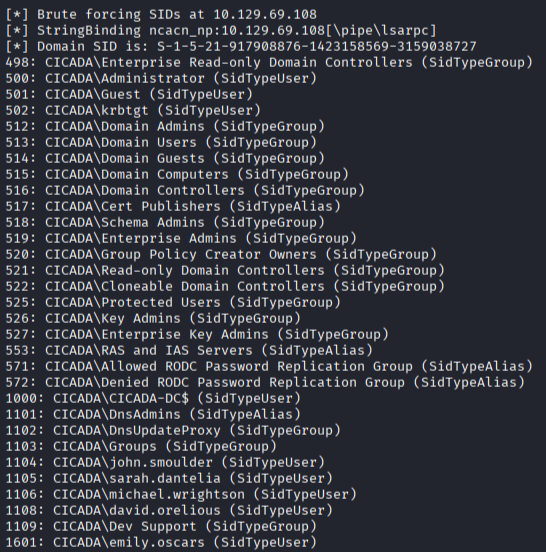 [*] Brute forcing SIDs at 10.129.69.108
[*] StringBinding ncacn_np:10.129.69.108[\pipe\lsarpc]
[*] Domain SID is: S-1-5-21-917908876-1423158569-3159038727
498: CICADA\Enterprise Read-only Domain Controllers (SidTypeGroup)
500: CICADA\Administrator (SidTypeUser)
501: CICADA\Guest (SidTypeUser)
502: CICADA\krbtgt (SidTypeUser)
512: CICADA\Domain Admins (SidTypeGroup)
513: CICADA\Domain Users (SidTypeGroup)
514: CICADA\Domain Guests (SidTypeGroup)
515: CICADA\Domain Computers (SidTypeGroup)
516: CICADA\Domain Controllers (SidTypeGroup)
517: CICADA\Cert Publishers (SidTypeAlias)
518: CICADA\Schema Admins (SidTypeGroup)
519: CICADA\Enterprise Admins (SidTypeGroup)
520: CICADA\Group Policy Creator Owners (SidTypeGroup)
521: CICADA\Read-only Domain Controllers (SidTypeGroup)
522: CICADA\Cloneable Domain Controllers (SidTypeGroup)
525: CICADA\Protected Users (SidTypeGroup)
526: CICADA\Key Admins (SidTypeGroup)
527: CICADA\Enterprise Key Admins (SidTypeGroup)
553: CICADA\RAS and IAS Servers (SidTypeAlias)
571: CICADA\Allowed RODC Password Replication Group (SidTypeAlias)
572: CICADA\Denied RODC Password Replication Group (SidTypeAlias)
1000: CICADA\CICADA-DC$ (SidTypeUser)
1101: CICADA\DnsAdmins (SidTypeAlias)
1102: CICADA\DnsUpdateProxy (SidTypeGroup)
1103: CICADA\Groups (SidTypeGroup)
1104: CICADA\john.smoulder (SidTypeUser)
1105: CICADA\sarah.dantelia (SidTypeUser)
1106: CICADA\michael.wrightson (SidTypeUser)
1108: CICADA\david.orelious (SidTypeUser)
1109: CICADA\Dev Support (SidTypeGroup)
1601: CICADA\emily.oscars (SidTypeUser)